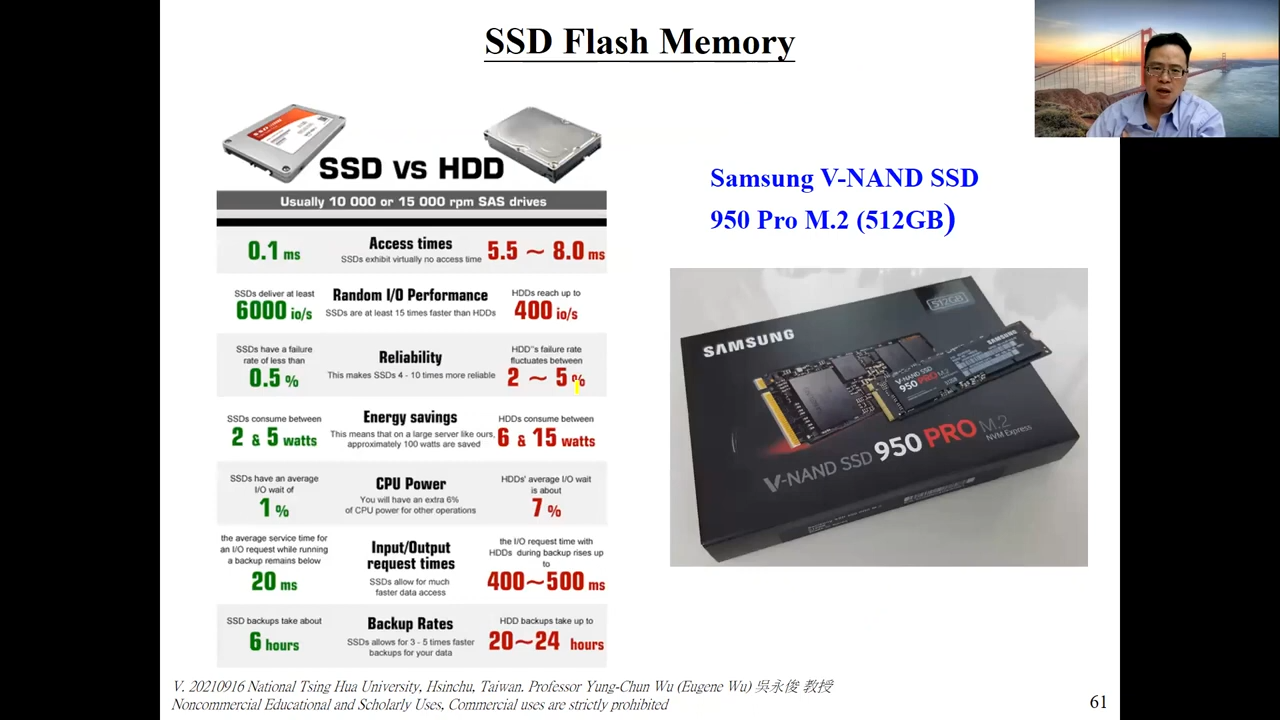 SSD Flash Memory
SSD vs HDD
Usually 10 000 or 15 000 rpm SAS drives
0.1 ms
Access times
SSDs exhibit virtually no access time
5.5 ~ 8.0 ms
SSDs deliver at least
6000 io/s
Random I/O Performance
SSDs are at least 15 times faster than HDDs
HDDs reach up to
400 io/s
SSDs have a failure
rate of less than
0.5 %
Reliability
This makes SSDs 4 - 10 times more reliable
HDD"s failure rate
fluctuates between
2 ~ 5 %
SSDs consume between
2 & 5 watts
Energy savings
This means that on a large server like ours,
approximately 100 watts are saved
HDDs consume between
6 & 15 watts
SSDs have an average
I/O wait of
1 %
CPU Power
You will have an extra 6%
of CPU power for other operations
HDDs' average I/O wait
is about
7 %
the average service time for
an I/O request while running
a backup remains below
20 ms
Input/Output
request times
SSDs allow for much
faster data access
the I/O request time with
HDDs during backup rises up
to
400~500 ms
SSD backups take about
6 hours
Backup Rates
SSDs allows for 3 - 5 times faster
backups for your data
HDD backups take up to
20~24 hours
Samsung V-NAND SSD
950 Pro M.2 (512GB)
512GB
SAMSUNG
SAMSUNG
V-NAND SSD
950 PRO M.2
V-NAND SSD 950 PRO M.2
NVM Express
V. 20210916 National Tsing Hua University, Hsinchu, Taiwan. Professor Yung-Chun Wu (Eugene Wu) 吳永俊 教授
Noncommercial Educational and Scholarly Uses, Commercial uses are strictly prohibited
61